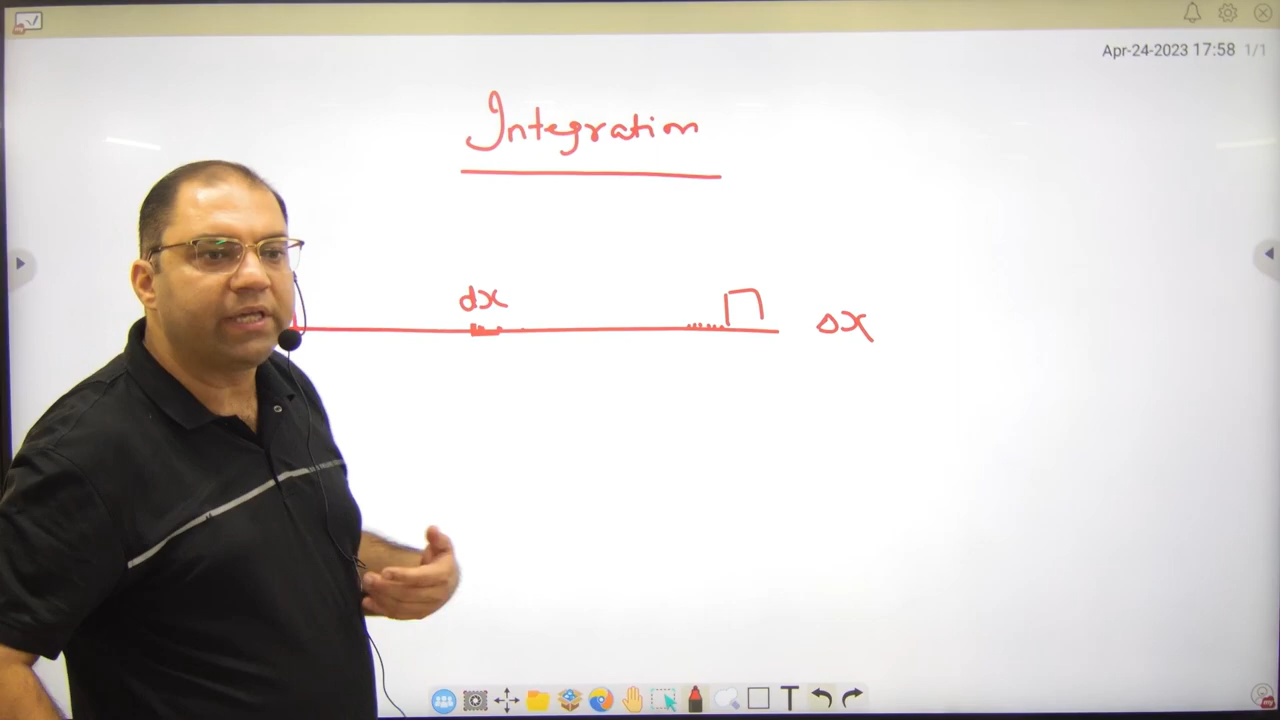 Apr-24-2023 17:58 1/1
Integration
dx
Δx
T